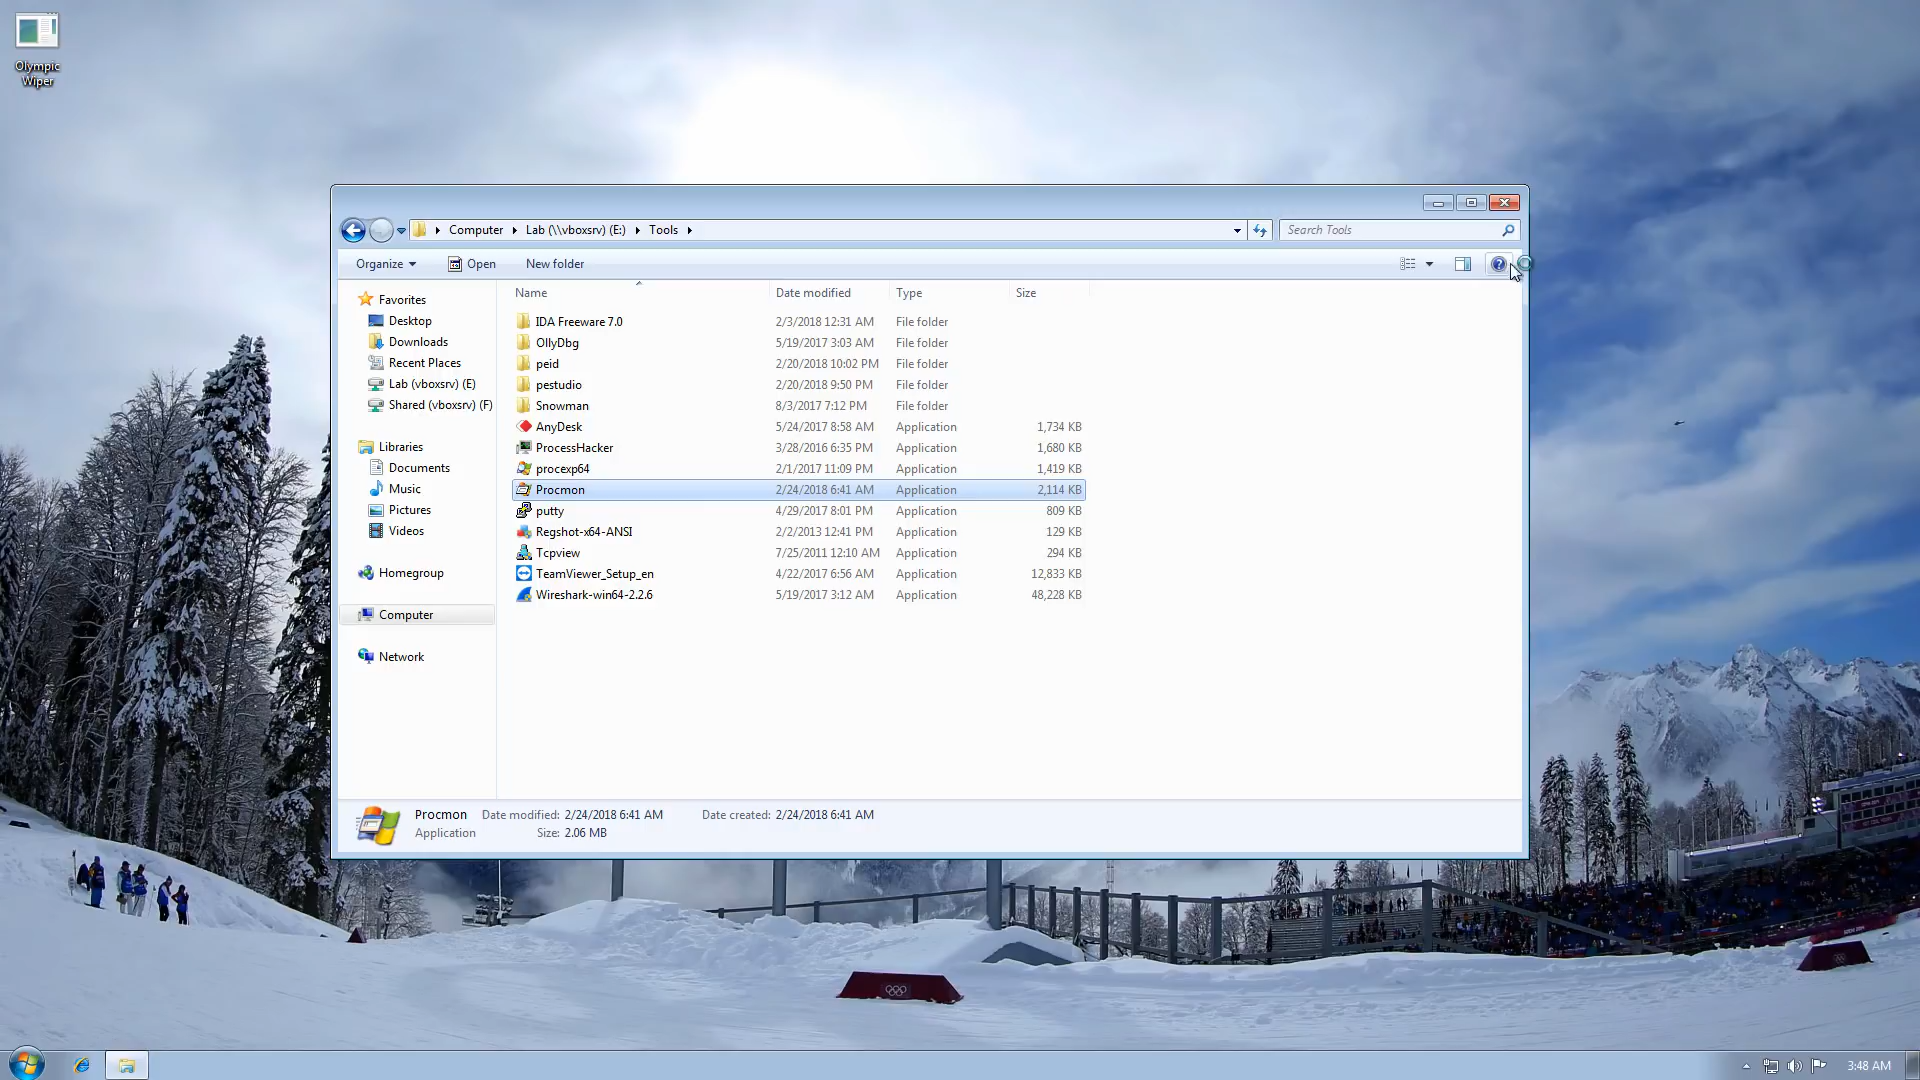 Olympic
Wiper
Computer Lab (\\vboxsrv) (E:) Tools
Search Tools
Organize Open New folder
Name Date modified Type Size
Favorites
Desktop
Downloads
Recent Places
Lab (vboxsrv) (E)
Shared (vboxsrv) (F)
Libraries
Documents
Music
Pictures
Videos
Homegroup
Computer
Network
IDA Freeware 7.0 2/3/2018 12:31 AM File folder
OllyDbg 5/19/2017 3:03 AM File folder
peid 2/20/2018 10:02 PM File folder
pestudio 2/20/2018 9:50 PM File folder
Snowman 8/3/2017 7:12 PM File folder
AnyDesk 5/24/2017 8:58 AM Application 1,734 KB
ProcessHacker 3/28/2016 6:35 PM Application 1,680 KB
procexp64 2/1/2017 11:09 PM Application 1,419 KB
Procmon 2/24/2018 6:41 AM Application 2,114 KB
putty 4/29/2017 8:01 PM Application 809 KB
Regshot-x64-ANSI 2/2/2013 12:41 PM Application 129 KB
Tcpview 7/25/2011 12:10 AM Application 294 KB
TeamViewer_Setup_en 4/22/2017 6:56 AM Application 12,833 KB
Wireshark-win64-2.2.6 5/19/2017 3:12 AM Application 48,228 KB
Procmon Date modified: 2/24/2018 6:41 AM Date created: 2/24/2018 6:41 AM
Application Size: 2.06 MB
3:48 AM